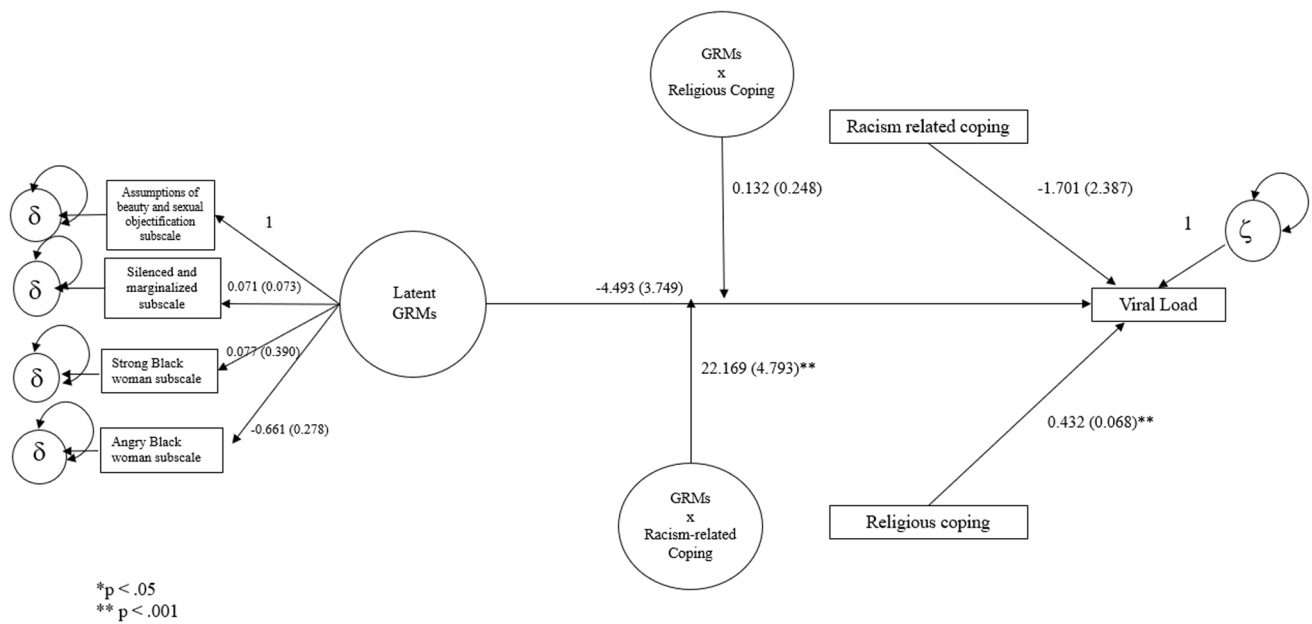 GRMs
x
Religious Coping
Racism related coping
0.132 (0.248)
-1.701 (2.387)
δ
Assumptions of
beauty and sexual
objectification
subscale
1
1
ζ
δ
Silenced and
marginalized
subscale
0.071 (0.073)
Latent
GRMs
-4.493 (3.749)
Viral Load
δ
Strong Black
woman subscale
0.077 (0.390)
22.169 (4.793)**
-0.661 (0.278)
0.432 (0.068)**
δ
Angry Black
woman subscale
GRMs
x
Racism-related
Coping
Religious coping
*p < .05
** p < .001